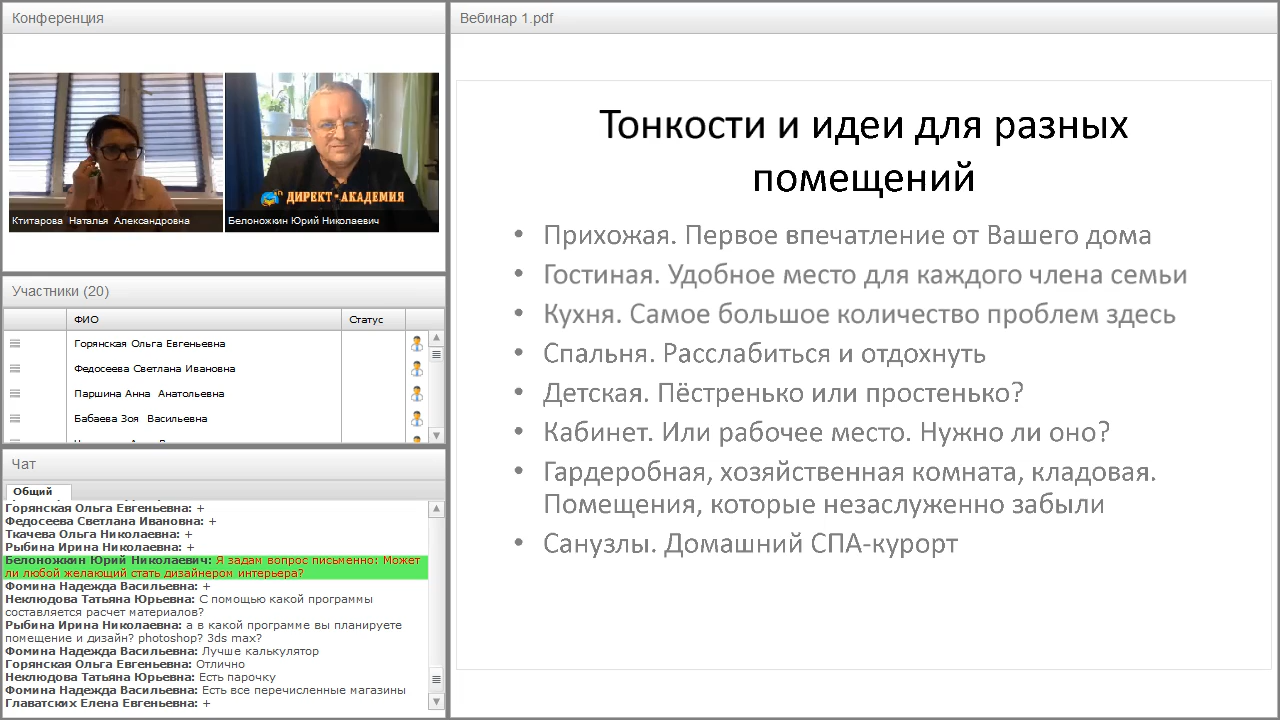 Конференция
ДИРЕКТ-АКАДЕМИЯ
Ктитарова Наталья Александровна
Белоножкин Юрий Николаевич
Участники (20)
ФИО Статус
Горянская Ольга Евгеньевна
Федосеева Светлана Ивановна
Паршина Анна Анатольевна
Бабаева Зоя Васильевна
Чат
Общий
Горянская Ольга Евгеньевна: +
Федосеева Светлана Ивановна: +
Ткачева Ольга Николаевна: +
Рыбина Ирина Николаевна: +
Белоножкин Юрий Николаевич: Я задам вопрос письменно: Может
ли любой желающий стать дизайнером интерьера?
Фомина Надежда Васильевна: +
Неклюдова Татьяна Юрьевна: С помощью какой программы
составляется расчет материалов?
Рыбина Ирина Николаевна: а в какой программе вы планируете
помещение и дизайн? photoshop? 3ds max?
Фомина Надежда Васильевна: Лучше калькулятор
Горянская Ольга Евгеньевна: Отлично
Неклюдова Татьяна Юрьевна: Есть парочку
Фомина Надежда Васильевна: Есть все перечисленные магазины
Главатских Елена Евгеньевна: +
Вебинар 1.pdf
Тонкости и идеи для разных
помещений
• Прихожая. Первое впечатление от Вашего дома
• Гостиная. Удобное место для каждого члена семьи
• Кухня. Самое большое количество проблем здесь
• Спальня. Расслабиться и отдохнуть
• Детская. Пёстренько или простенько?
• Кабинет. Или рабочее место. Нужно ли оно?
• Гардеробная, хозяйственная комната, кладовая.
Помещения, которые незаслуженно забыли
• Санузлы. Домашний СПА-курорт